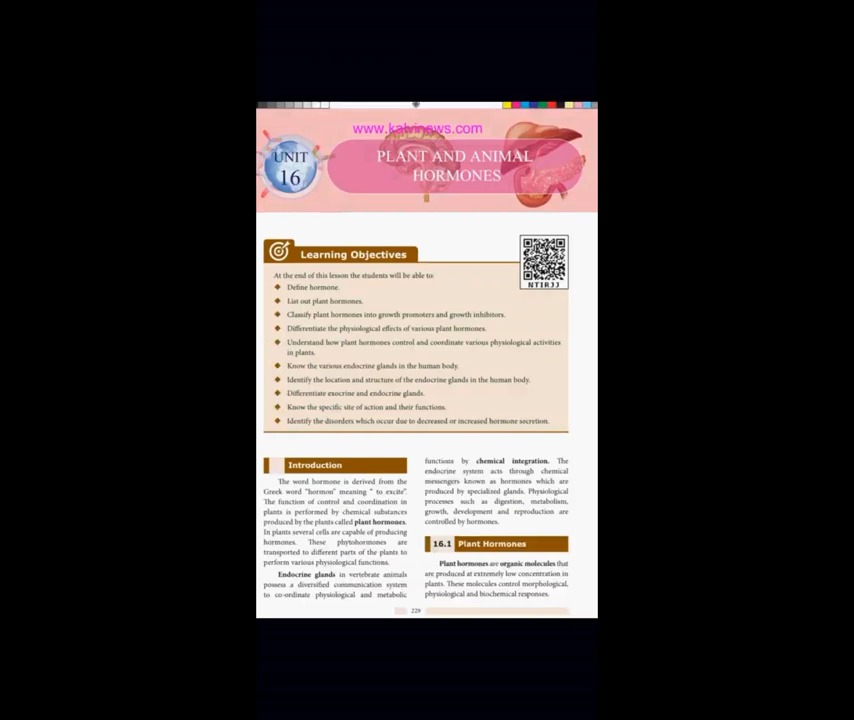 www.kalvinews.com
UNIT
16
PLANT AND ANIMAL
HORMONES
Learning Objectives
NTIRJJ
At the end of this lesson the students will be able to:
Define hormone.
List out plant hormones.
Classify plant hormones into growth promoters and growth inhibitors.
Differentiate the physiological effects of various plant hormones.
Understand how plant hormones control and coordinate various physiological activities
in plants.
Know the various endocrine glands in the human body.
Identify the location and structure of the endocrine glands in the human body.
Differentiate exocrine and endocrine glands.
Know the specific site of action and their functions.
Identify the disorders which occur due to decreased or increased hormone secretion.
Introduction
The word hormone is derived from the
Greek word "hormon" meaning " to excite".
The function of control and coordination in
plants is performed by chemical substances
produced by the plants called plant hormones.
In plants several cells are capable of producing
hormones. These phytohormones are
transported to different parts of the plants to
perform various physiological functions.
Endocrine glands in vertebrate animals
possess a diversified communication system
to co-ordinate physiological and metabolic
functions by chemical integration. The
endocrine system acts through chemical
messengers known as hormones which are
produced by specialized glands. Physiological
processes such as digestion, metabolism,
growth, development and reproduction are
controlled by hormones.
16.1 Plant Hormones
Plant hormones are organic molecules that
are produced at extremely low concentration in
plants. These molecules control morphological,
physiological and biochemical responses.
229